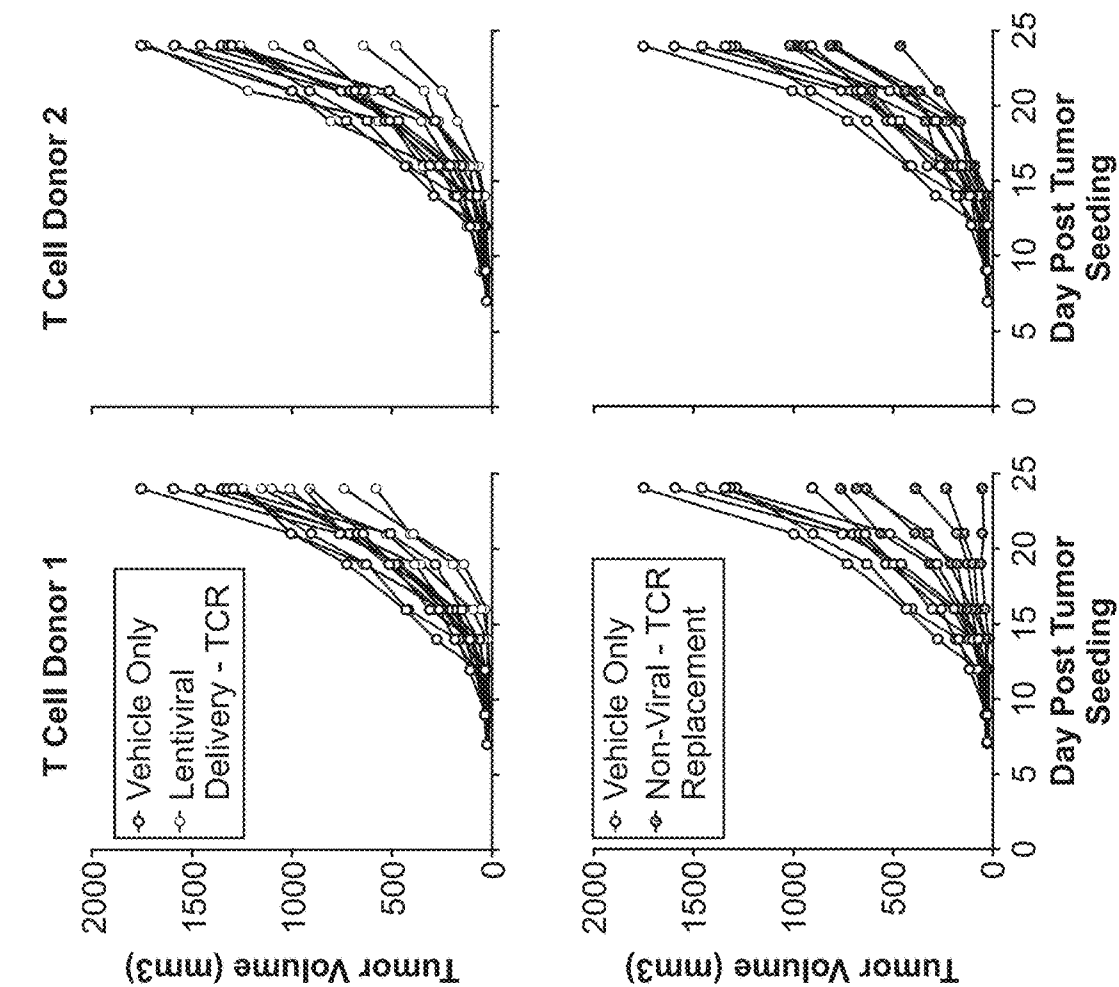 T Cell Donor 1
T Cell Donor 2
Tumor Volume (mm3)
2000
1500
1000
500
0
Vehicle Only
Lentiviral
Delivery - TCR
0
Tumor Volume (mm3)
2000
1500
1000
500
0
Vehicle Only
Non-Viral - TCR
Replacement
0
0
5
10
15
20
25
0
5
10
15
20
25
Day Post Tumor
Seeding
Day Post Tumor
Seeding